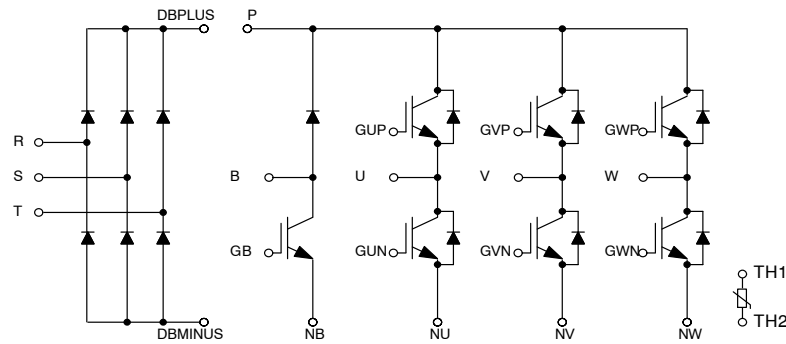 DBPLUS P
GUP GVP GWP
R
S B U V W
T
GB GUN GVN GWN
TH1
TH2
DBMINUS NB NU NV NW